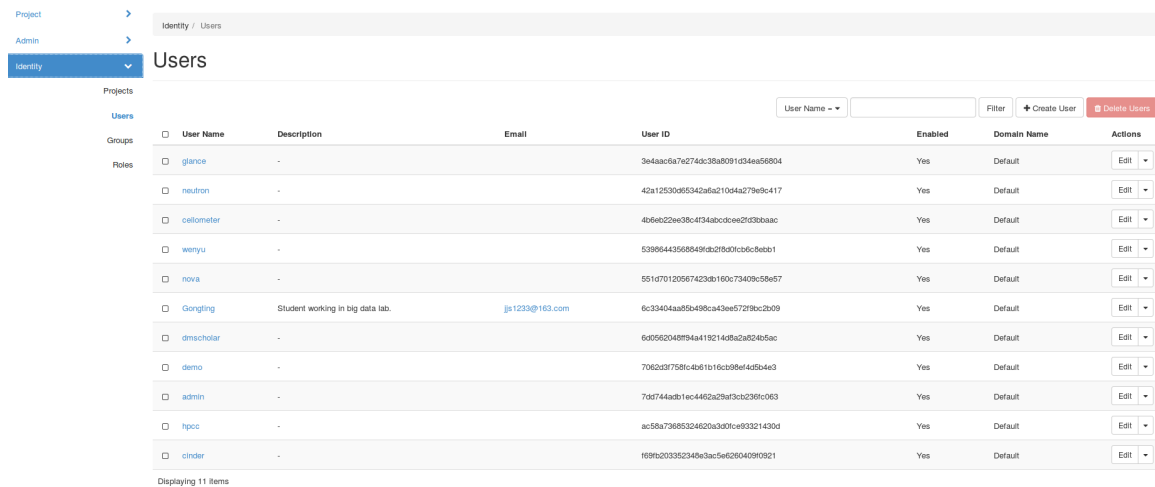 Project
Admin
Identity
Projects
Users
Groups
Roles
Identity / Users
Users
User Name = Filter + Create User Delete Users
User Name Description Email User ID Enabled Domain Name Actions
glance - 3e4aac6a7e274dc38a8091d34ea56804 Yes Default Edit
neutron - 42a12530d65342a6a210d4a279e9c417 Yes Default Edit
ceilometer - 4b6eb22ee38c4f34abcdcee2fd3bbaac Yes Default Edit
wenyu - 53986443568849fdb2f8d0fcb6c8ebb1 Yes Default Edit
nova - 551d70120567423db160c73409c58e57 Yes Default Edit
Gongting Student working in big data lab. jjs1233@163.com 6c33404aa85b498ca43ee572f9bc2b09 Yes Default Edit
dmscholar - 6d0562048ff94a419214d8a2a824b5ac Yes Default Edit
demo - 7062d3f758fc4b61b16cb98ef4d5b4e3 Yes Default Edit
admin - 7dd744adb1ec4462a29af3cb236fc063 Yes Default Edit
hpcc - ac58a73685324620a3d0fce93321430d Yes Default Edit
cinder - f69fb203352348e3ac5e6260409f0921 Yes Default Edit
Displaying 11 items